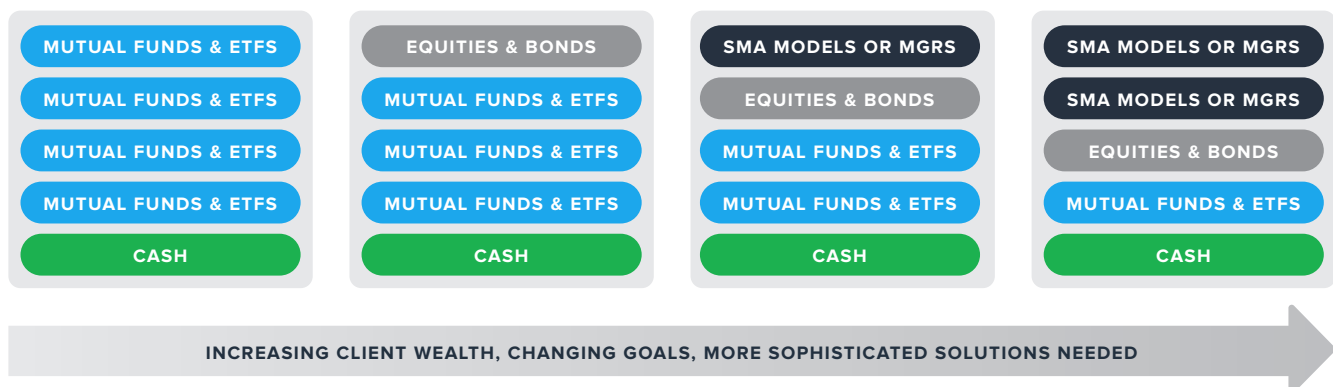 MUTUAL FUNDS & ETFS
MUTUAL FUNDS & ETFS
MUTUAL FUNDS & ETFS
MUTUAL FUNDS & ETFS
CASH
EQUITIES & BONDS
MUTUAL FUNDS & ETFS
MUTUAL FUNDS & ETFS
MUTUAL FUNDS & ETFS
CASH
SMA MODELS OR MGRS
EQUITIES & BONDS
MUTUAL FUNDS & ETFS
MUTUAL FUNDS & ETFS
CASH
SMA MODELS OR MGRS
SMA MODELS OR MGRS
EQUITIES & BONDS
MUTUAL FUNDS & ETFS
CASH
INCREASING CLIENT WEALTH, CHANGING GOALS, MORE SOPHISTICATED SOLUTIONS NEEDED